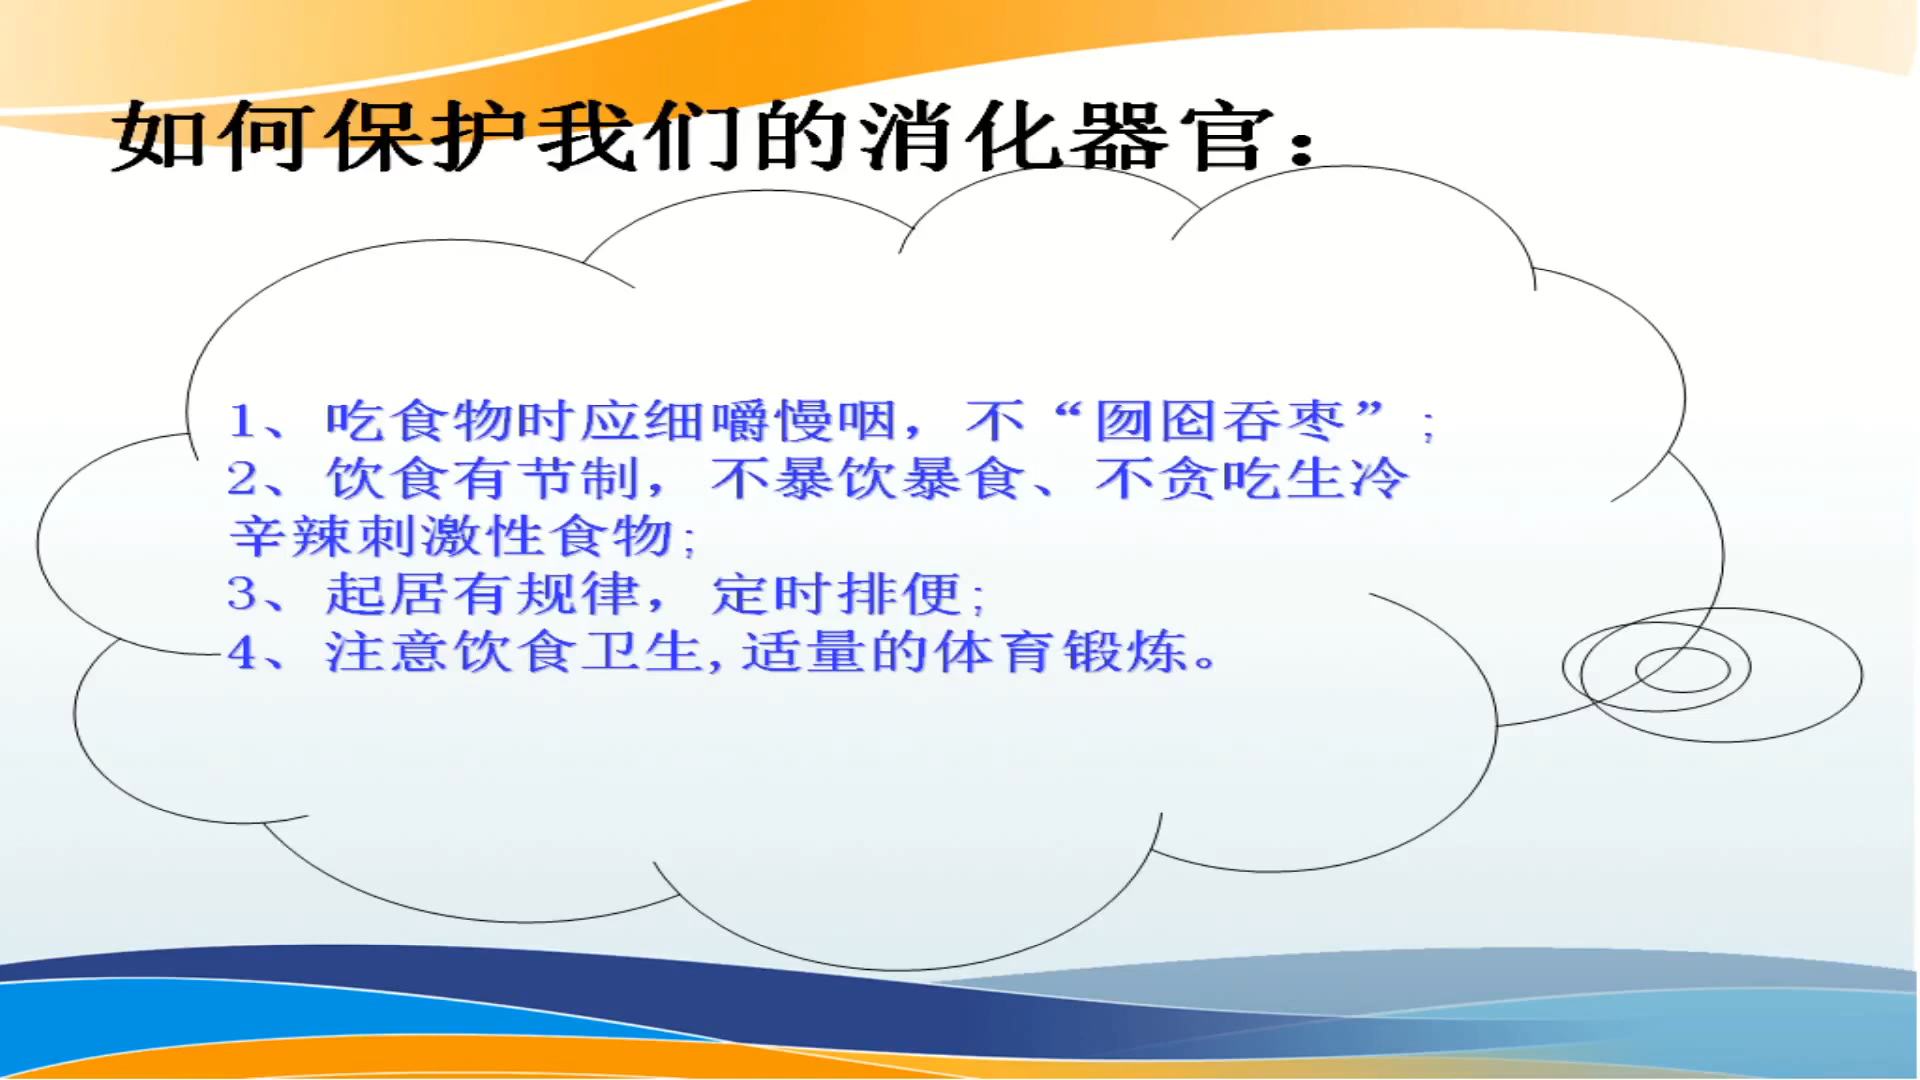 如何保护我们的消化器官：
1、吃食物时应细嚼慢咽，不“囫囵吞枣”；
2、饮食有节制，不暴饮暴食、不贪吃生冷
辛辣刺激性食物；
3、起居有规律，定时排便；
4、注意饮食卫生,适量的体育锻炼。